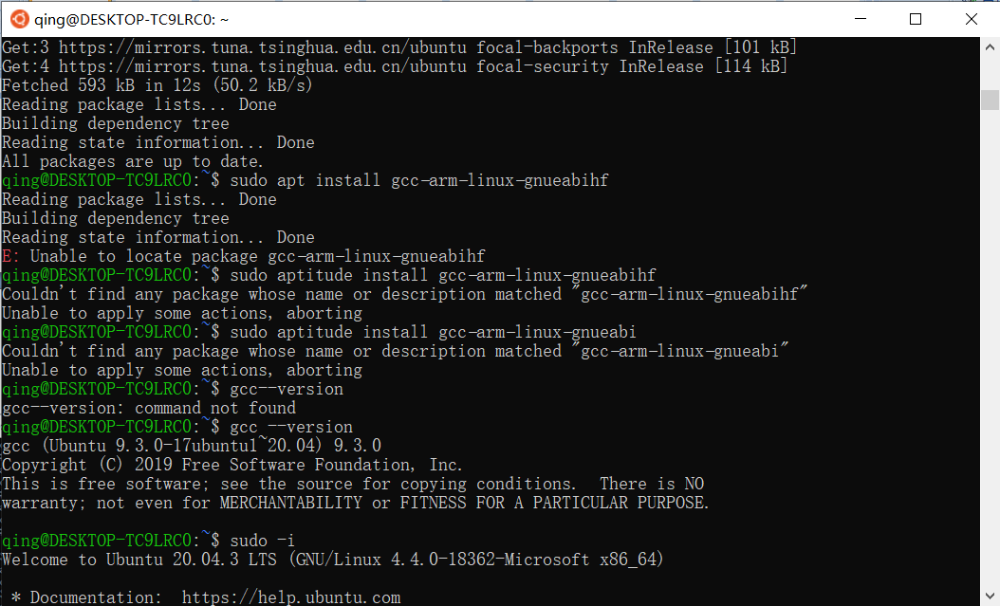 qing@DESKTOP-TC9LRC0: ~
Get:3 https://mirrors.tuna.tsinghua.edu.cn/ubuntu focal-backports InRelease [101 kB]
Get:4 https://mirrors.tuna.tsinghua.edu.cn/ubuntu focal-security InRelease [114 kB]
Fetched 593 kB in 12s (50.2 kB/s)
Reading package lists... Done
Building dependency tree
Reading state information... Done
All packages are up to date.
qing@DESKTOP-TC9LRC0:~$ sudo apt install gcc-arm-linux-gnueabihf
Reading package lists... Done
Building dependency tree
Reading state information... Done
E: Unable to locate package gcc-arm-linux-gnueabihf
qing@DESKTOP-TC9LRC0:~$ sudo aptitude install gcc-arm-linux-gnueabihf
Couldn't find any package whose name or description matched "gcc-arm-linux-gnueabihf"
Unable to apply some actions, aborting
qing@DESKTOP-TC9LRC0:~$ sudo aptitude install gcc-arm-linux-gnueabi
Couldn't find any package whose name or description matched "gcc-arm-linux-gnueabi"
Unable to apply some actions, aborting
qing@DESKTOP-TC9LRC0:~$ gcc--version
gcc--version: command not found
qing@DESKTOP-TC9LRC0:~$ gcc --version
gcc (Ubuntu 9.3.0-17ubuntu1~20.04) 9.3.0
Copyright (C) 2019 Free Software Foundation, Inc.
This is free software; see the source for copying conditions.  There is NO
warranty; not even for MERCHANTABILITY or FITNESS FOR A PARTICULAR PURPOSE.
qing@DESKTOP-TC9LRC0:~$ sudo -i
Welcome to Ubuntu 20.04.3 LTS (GNU/Linux 4.4.0-18362-Microsoft x86_64)
* Documentation:  https://help.ubuntu.com